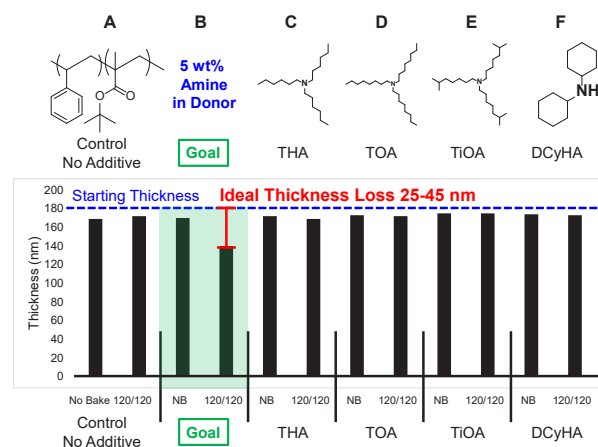 A B C D E F
O O
5 wt%
Amine
in Donor
N N N NH
Control
No Additive
Goal THA TOA TiOA DCyHA
Starting Thickness Ideal Thickness Loss 25-45 nm
Thickness (nm)
200
180
160
140
120
100
80
60
40
20
0
No Bake 120/120 NB 120/120 NB 120/120 NB 120/120 NB 120/120 NB 120/120
Control
No Additive
Goal THA TOA TiOA DCyHA